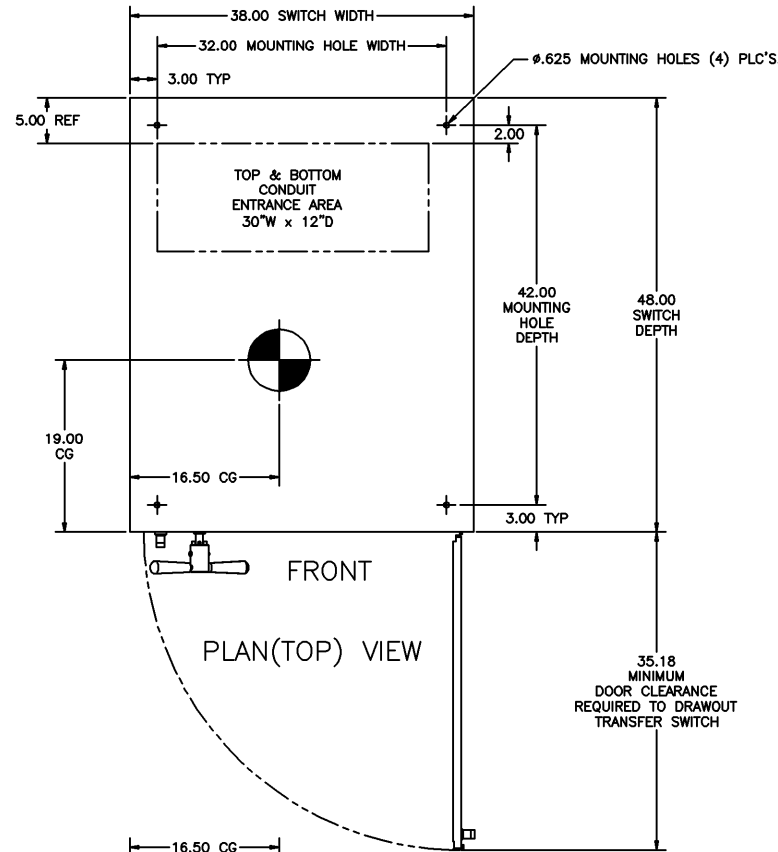 38.00 SWITCH WIDTH
32.00 MOUNTING HOLE WIDTH
ø.625 MOUNTING HOLES (4) PLC'S
3.00 TYP
5.00 REF
2.00
TOP & BOTTOM
CONDUIT
ENTRANCE AREA
30"W x 12"D
42.00
MOUNTING
HOLE
DEPTH
48.00
SWITCH
DEPTH
19.00
CG
16.50 CG
3.00 TYP
FRONT
PLAN(TOP) VIEW
35.18
MINIMUM
DOOR CLEARANCE
REQUIRED TO DRAWOUT
TRANSFER SWITCH
16.50 CG